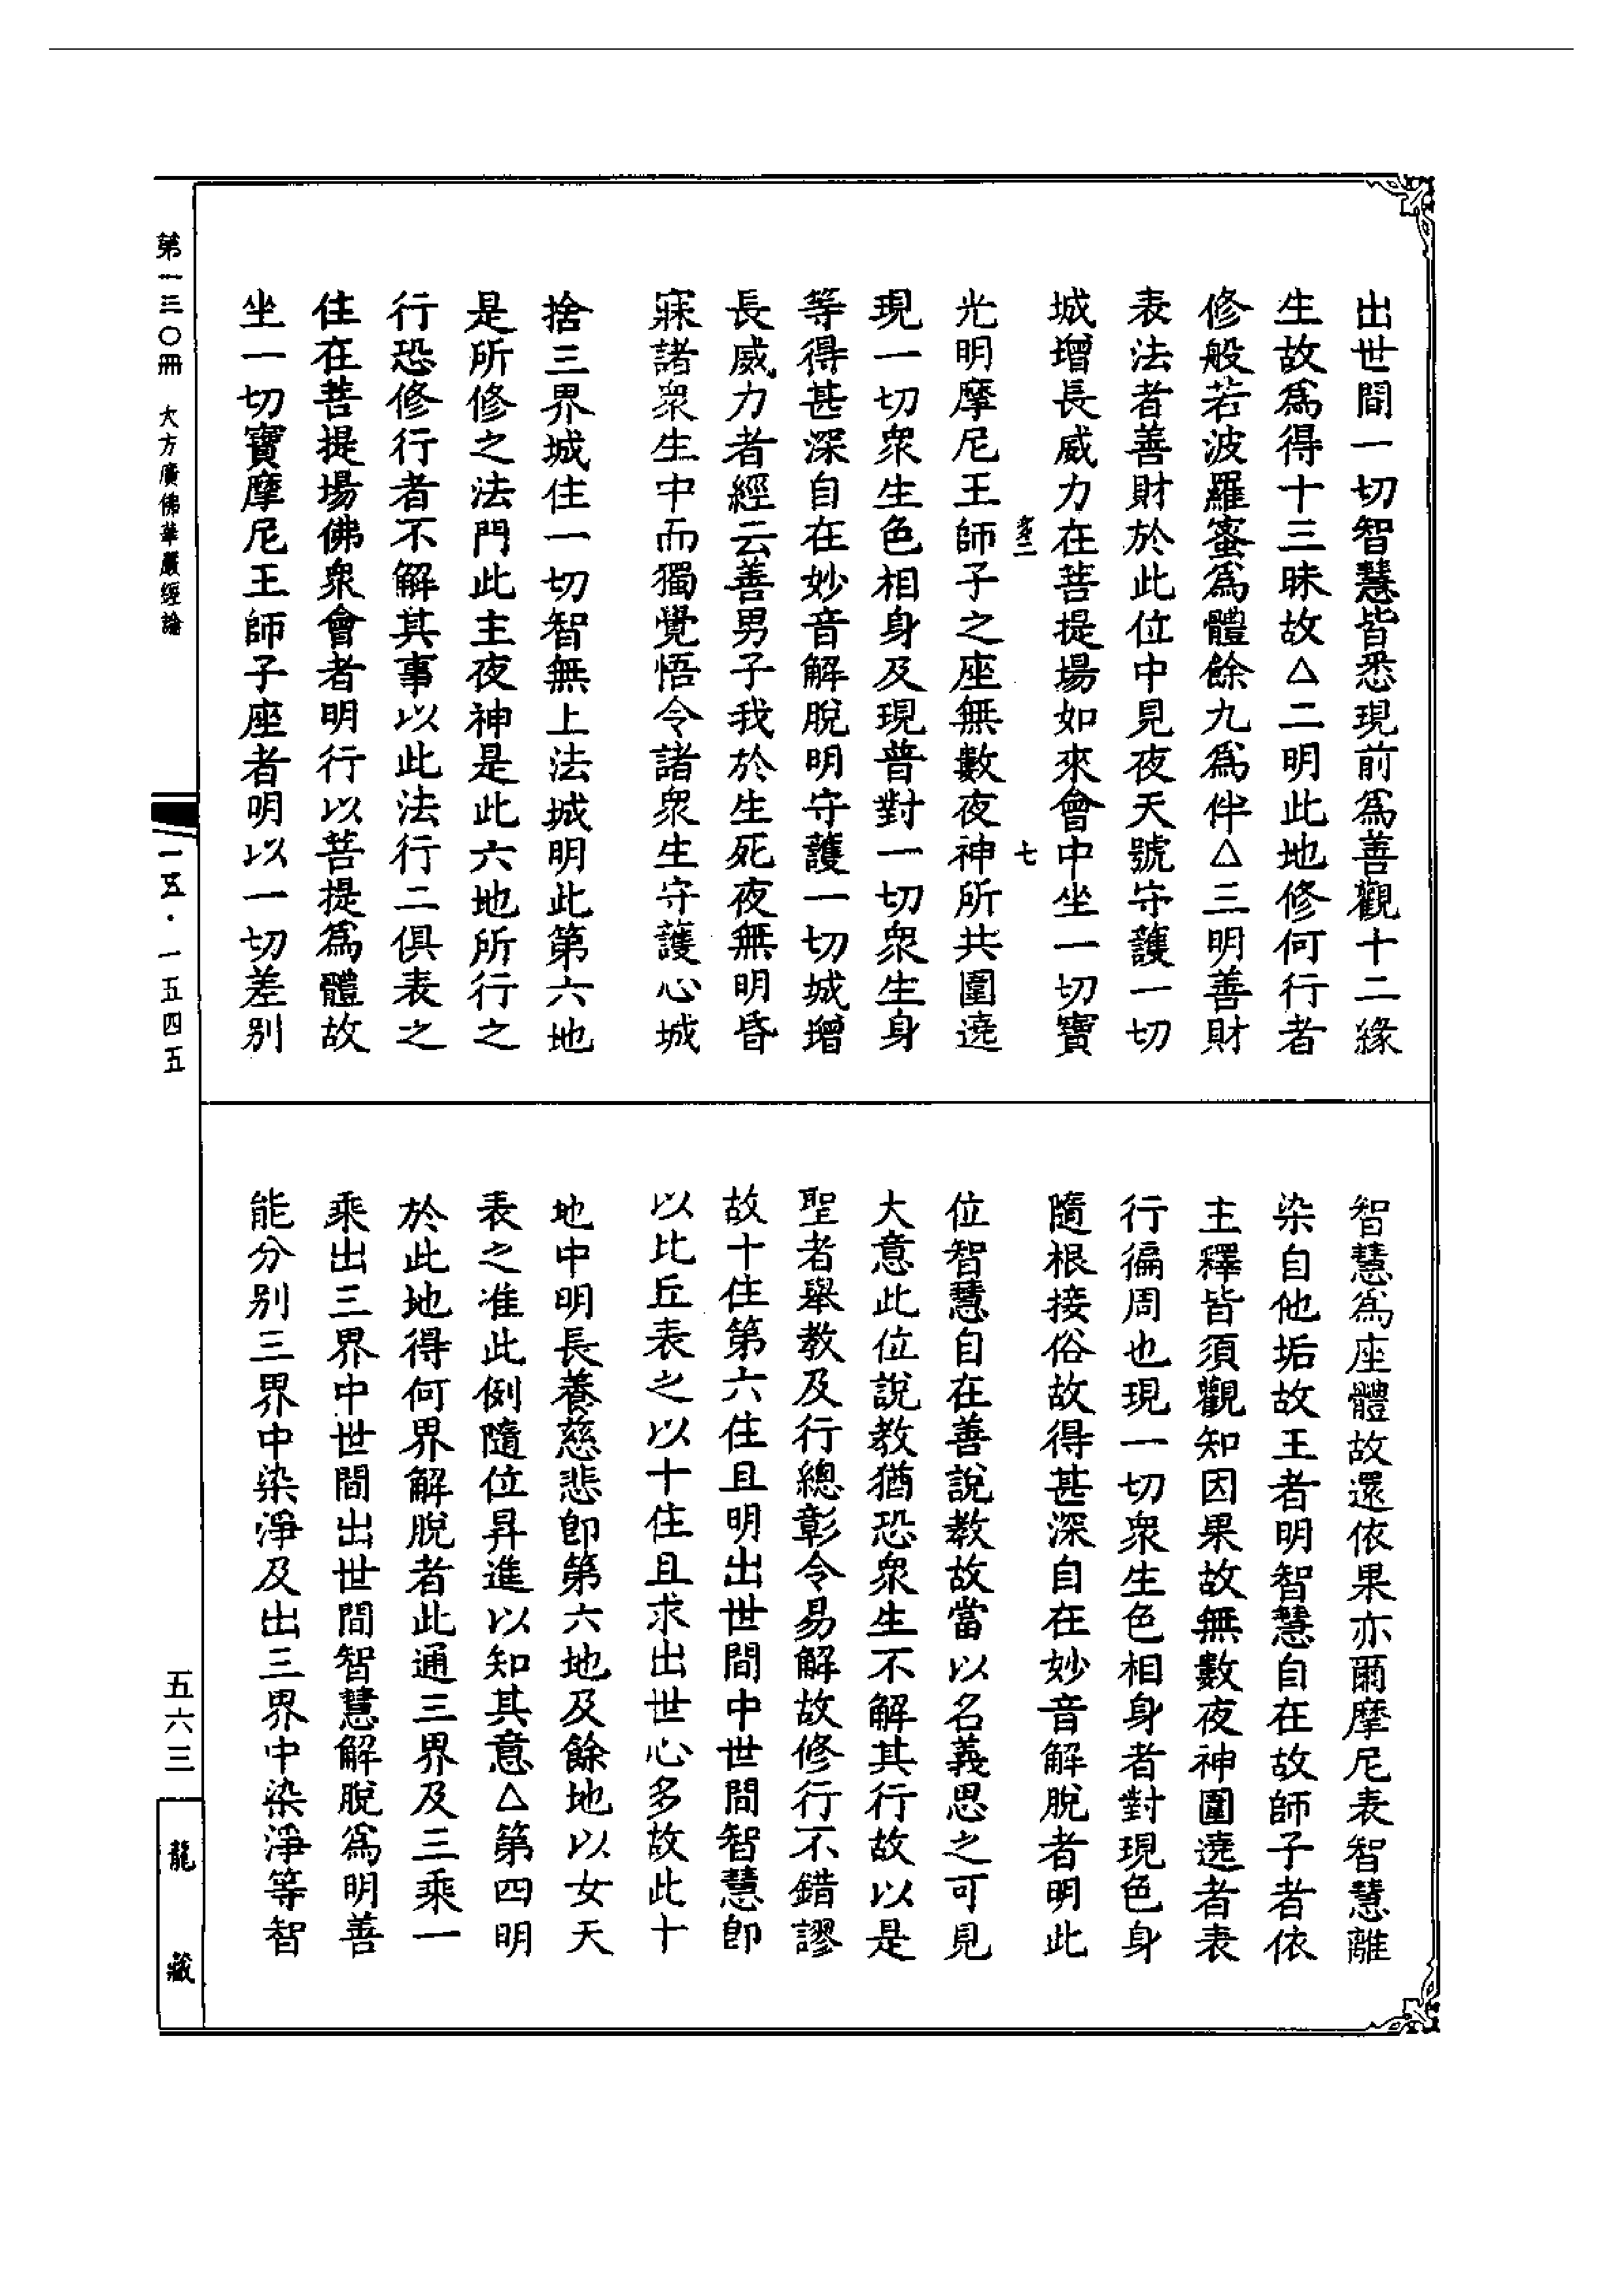 出世間一切智慧皆悉現前爲善觀十二緣
生故爲得十三昧故△二明此地修何行者
修般若波羅蜜爲體餘九爲伴△三明善財
表法者善財於此位中見夜天號守護一切
城增長威力在菩提場如來會中坐一切寶
七
光明摩尼王師子之座無數夜神所共圍遶
現一切衆生色相身及現普對一切衆生身
等得甚深自在妙音解脫明守護一切城增
長威力者經云善男子我於生死夜無明昏
寐諸衆生中而獨覺悟令諸衆生守護心城
捨三界城住一切智無上法城明此第六地
是所修之法門此主夜神是此六地所行之
行恐修行者不解其事以此法行二俱表之
住在菩提場佛衆會者明行以菩提爲體故
坐一切寶摩尼王師子座者明以一切差別
智慧爲座體故還依果亦爾摩尼表智慧離
染自他垢故王者明智慧自在故師子者依
主釋皆須觀知因果故無數夜神圍遶者表
行徧周也現一切衆生色相身者對現色身
隨根接俗故得甚深自在妙音解脫者明此
位智慧自在善說教故當以名義思之可見
大意此位說教猶恐衆生不解其行故以是
聖者舉教及行總彰令易解故修行不錯謬
故十住第六住且明出世間中世間智慧卽
以比丘表之以十住且求出世心多故此十
地中明長養慈悲卽第六地及餘地以女天
表之准此例隨位昇進以知其意△第四明
於此地得何界解脫者此通三界及三乘一
乘出三界中世間出世間智慧解脫爲明善
能分別三界中染淨及出三界中染淨等智
第一三〇冊 大方廣佛華嚴經論
一五·一五四五
五六三
龍藏